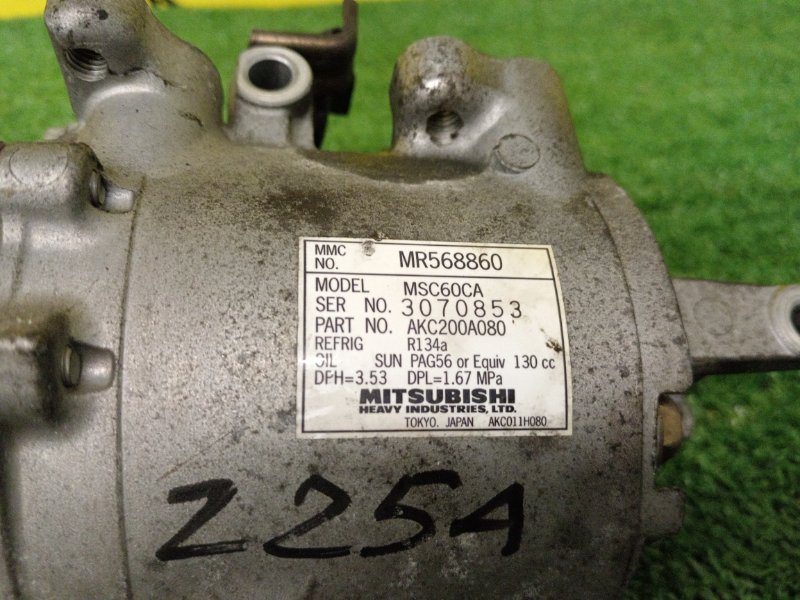 MMC
NO. MR568860
MODEL MSC60CA
SER NO. 3070853
PART NO. AKC200A080
REFRIG R134a
OIL SUN PAG56 or Equiv 130 cc
DPH=3.53 DPL=1.67 MPa
MITSUBISHI
HEAVY INDUSTRIES, LTD.
TOKYO. JAPAN AKC011H080
Z25A